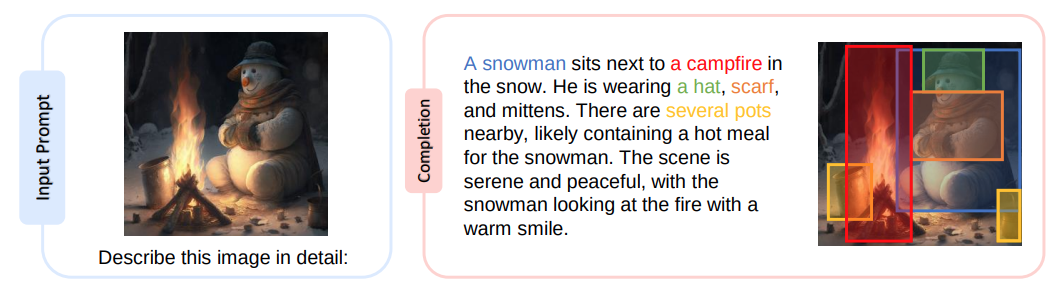 Input Prompt
Describe this image in detail:
Completion
A snowman sits next to a campfire in
the snow. He is wearing a hat, scarf,
and mittens. There are several pots
nearby, likely containing a hot meal
for the snowman. The scene is
serene and peaceful, with the
snowman looking at the fire with a
warm smile.